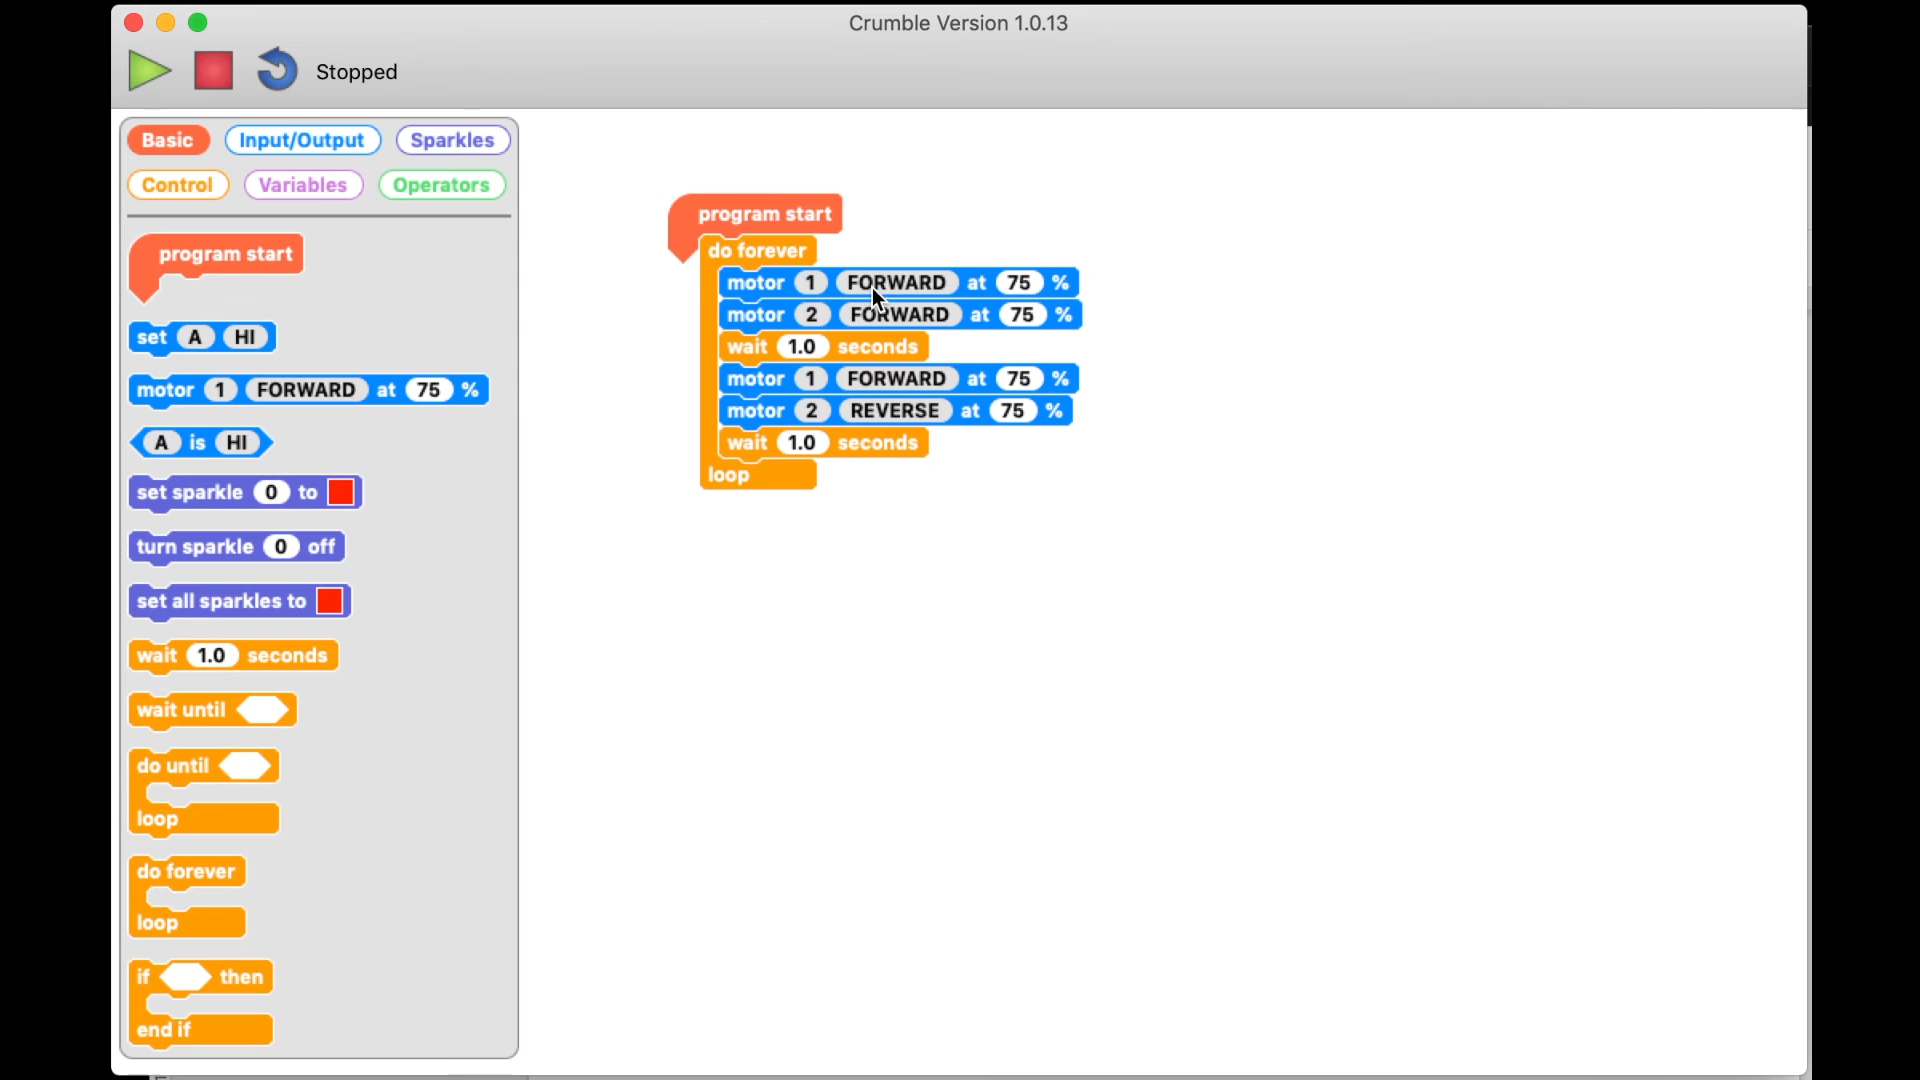 Crumble Version 1.0.13
Stopped
Basic Input/Output Sparkles
Control Variables Operators
program start
set A HI
motor 1 FORWARD at 75 %
A is HI
set sparkle 0 to
turn sparkle 0 off
set all sparkles to
wait 1.0 seconds
wait until
do until
loop
do forever
loop
if then
end if
program start
do forever
motor 1 FORWARD at 75 %
motor 2 FORWARD at 75 %
wait 1.0 seconds
motor 1 FORWARD at 75 %
motor 2 REVERSE at 75 %
wait 1.0 seconds
loop